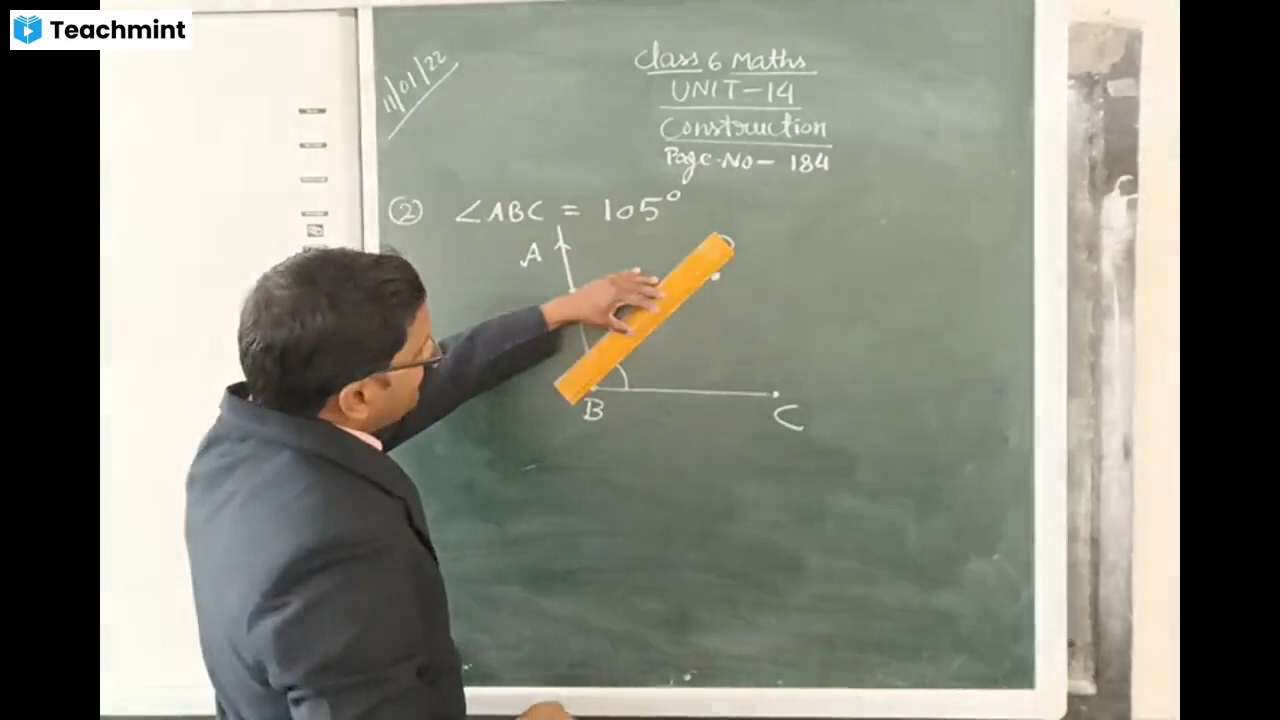 Teachmint
11/01/22
Class 6 Maths
UNIT-14
Construction
Page-No- 184
② ∠ABC = 105°
A
B
C